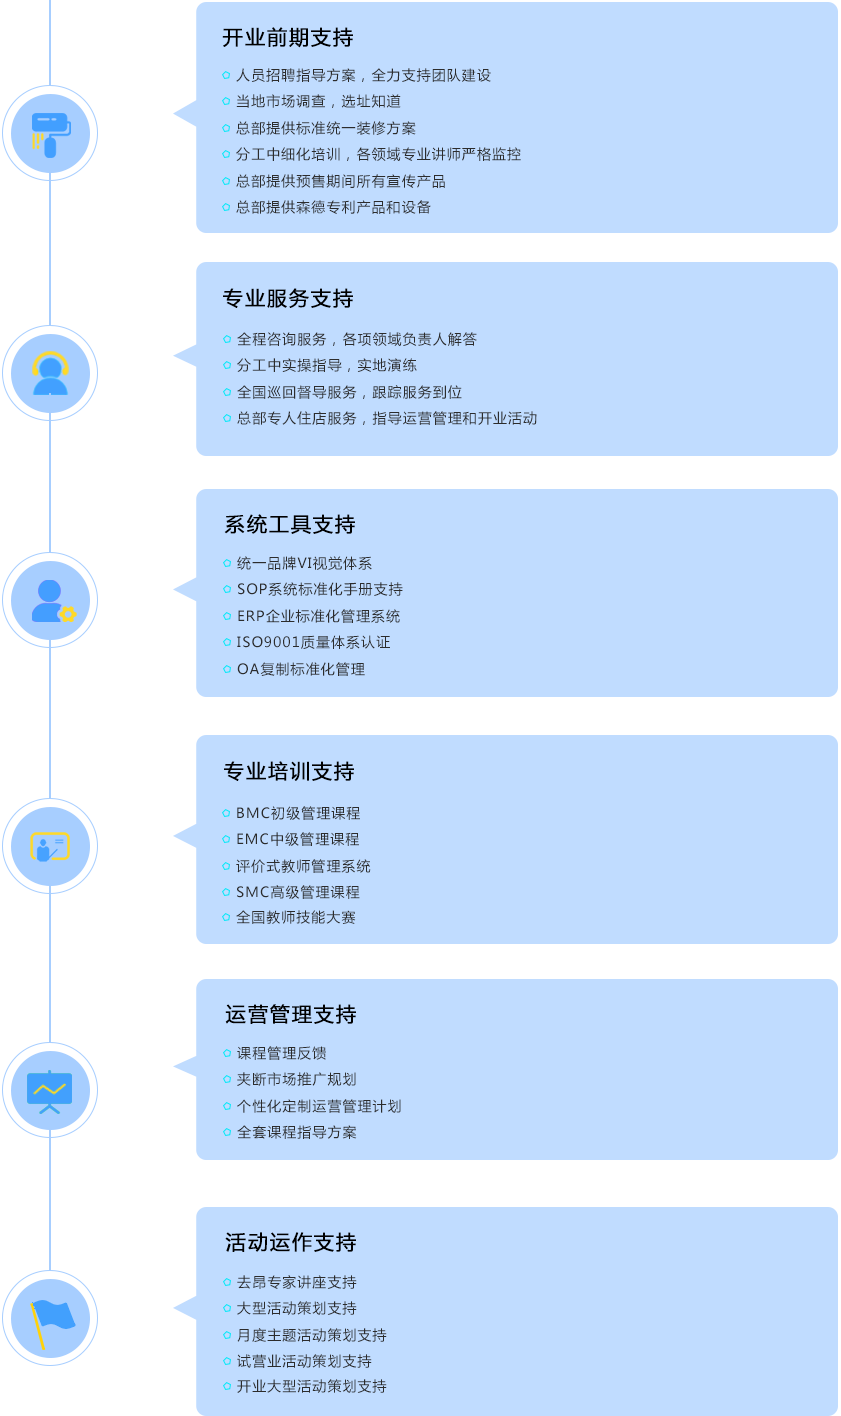 开业前期支持
人员招聘指导方案，全力支持团队建设
当地市场调查，选址知道
总部提供标准统一装修方案
分工中细化培训，各领域专业讲师严格监控
总部提供预售期间所有宣传产品
总部提供森德专利产品和设备
专业服务支持
全程咨询服务，各项领域负责人解答
分工中实操指导，实地演练
全国巡回督导服务，跟踪服务到位
总部专人住店服务，指导运营管理和开业活动
系统工具支持
统一品牌VI视觉体系
SOP系统标准化手册支持
ERP企业标准化管理系统
ISO9001质量体系认证
OA复制标准化管理
专业培训支持
BMC初级管理课程
EMC中级管理课程
评价式教师管理系统
SMC高级管理课程
全国教师技能大赛
运营管理支持
课程管理反馈
夹断市场推广规划
个性化定制运营管理计划
全套课程指导方案
活动运作支持
去昂专家讲座支持
大型活动策划支持
月度主题活动策划支持
试营业活动策划支持
开业大型活动策划支持